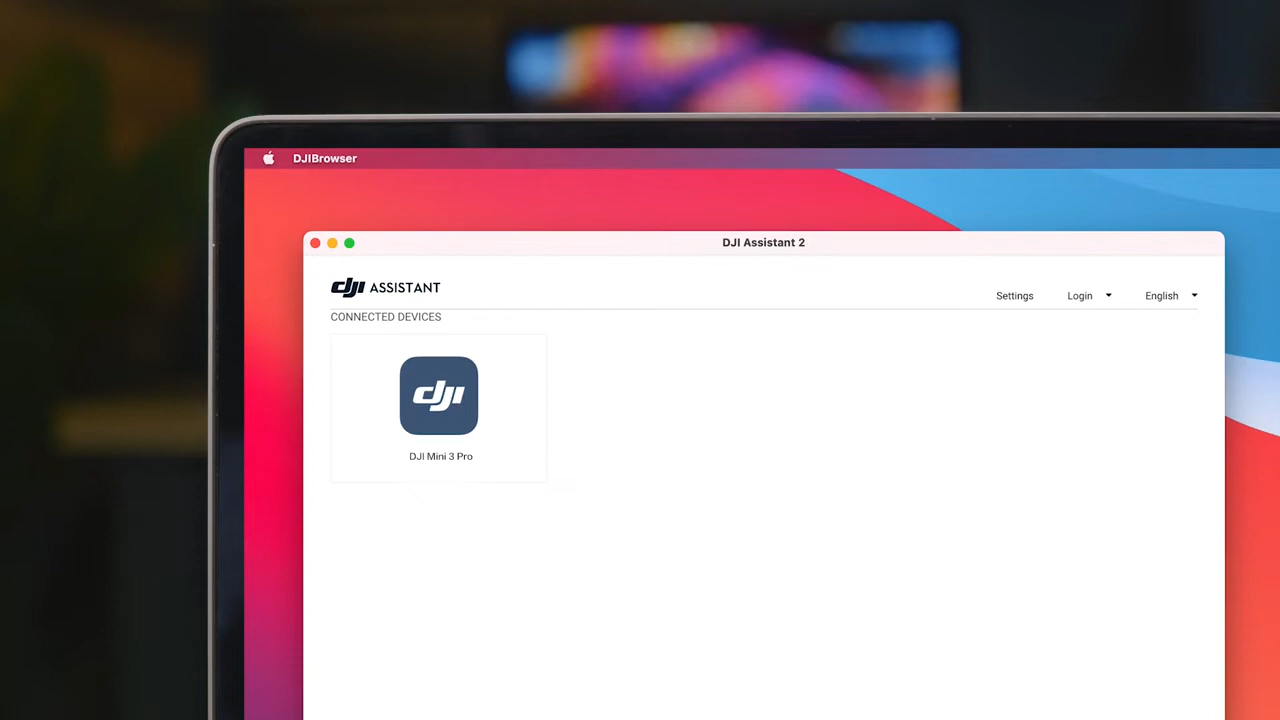 DJIBrowser
DJI Assistant 2
dji ASSISTANT
Settings Login English
CONNECTED DEVICES
dji
DJI Mini 3 Pro